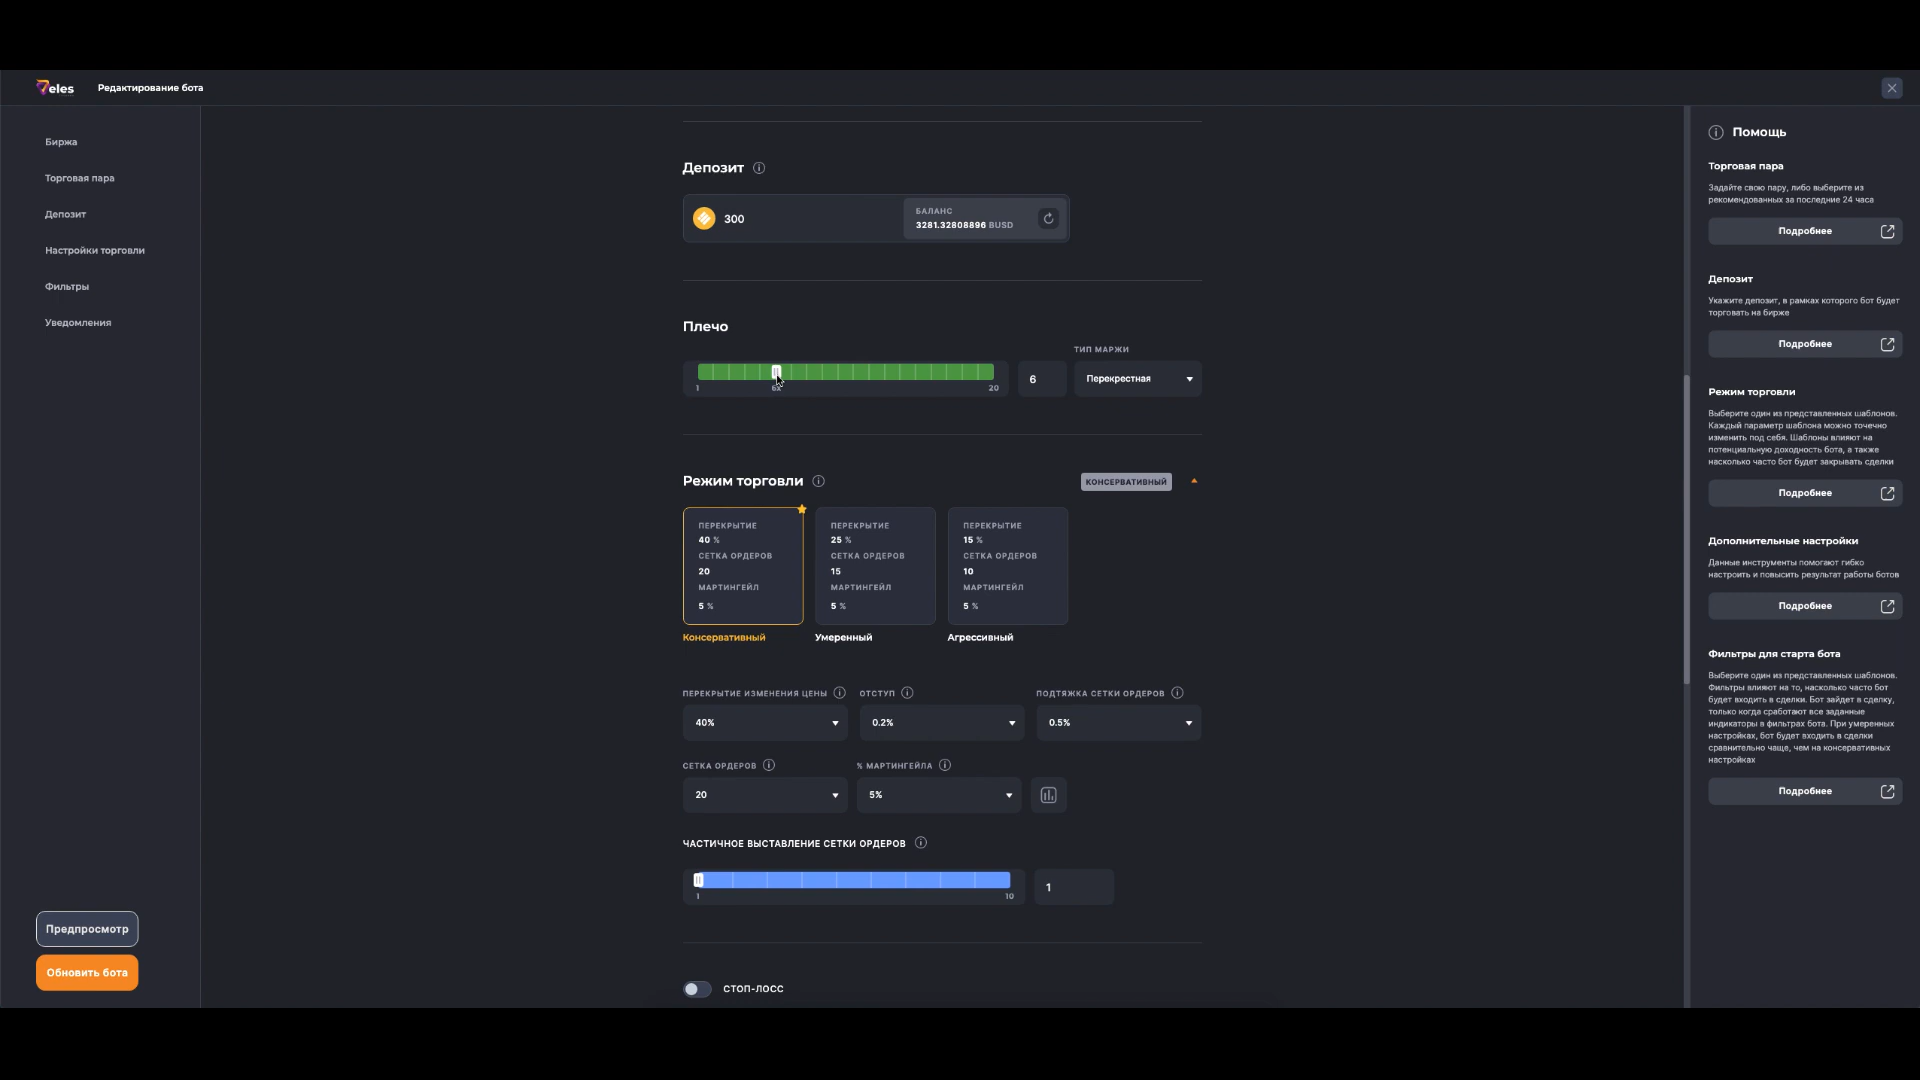 Veles
Редактирование бота
Биржа
Торговая пара
Депозит
Настройки торговли
Фильтры
Уведомления
Предпросмотр
Обновить бота
Депозит
300
БАЛАНС
3281.32808896 BUSD
Плечо
ТИП МАРЖИ
1
6x
20
6
Перекрестная
Режим торговли
КОНСЕРВАТИВНЫЙ
ПЕРЕКРЫТИЕ
40 %
СЕТКА ОРДЕРОВ
20
МАРТИНГЕЙЛ
5 %
Консервативный
ПЕРЕКРЫТИЕ
25 %
СЕТКА ОРДЕРОВ
15
МАРТИНГЕЙЛ
5 %
Умеренный
ПЕРЕКРЫТИЕ
15 %
СЕТКА ОРДЕРОВ
10
МАРТИНГЕЙЛ
5 %
Агрессивный
ПЕРЕКРЫТИЕ ИЗМЕНЕНИЯ ЦЕНЫ
40%
ОТСТУП
0.2%
ПОДТЯЖКА СЕТКИ ОРДЕРОВ
0.5%
СЕТКА ОРДЕРОВ
20
% МАРТИНГЕЙЛА
5%
ЧАСТИЧНОЕ ВЫСТАВЛЕНИЕ СЕТКИ ОРДЕРОВ
1
10
1
СТОП-ЛОСС
Помощь
Торговая пара
Задайте свою пару, либо выберите из
рекомендованных за последние 24 часа
Подробнее
Депозит
Укажите депозит, в рамках которого бот будет
торговать на бирже
Подробнее
Режим торговли
Выберите один из представленных шаблонов.
Каждый параметр шаблона можно точечно
изменить под себя. Шаблоны влияют на
потенциальную доходность бота, а также
насколько часто бот будет закрывать сделки
Подробнее
Дополнительные настройки
Данные инструменты помогают гибко
настроить и повысить результат работы ботов
Подробнее
Фильтры для старта бота
Выберите один из представленных шаблонов.
Фильтры влияют на то, насколько часто бот
будет входить в сделки. Бот зайдет в сделку,
только когда сработают все заданные
индикаторы в фильтрах бота. При умеренных
настройках, бот будет входить в сделки
сравнительно чаще, чем на консервативных
настройках
Подробнее